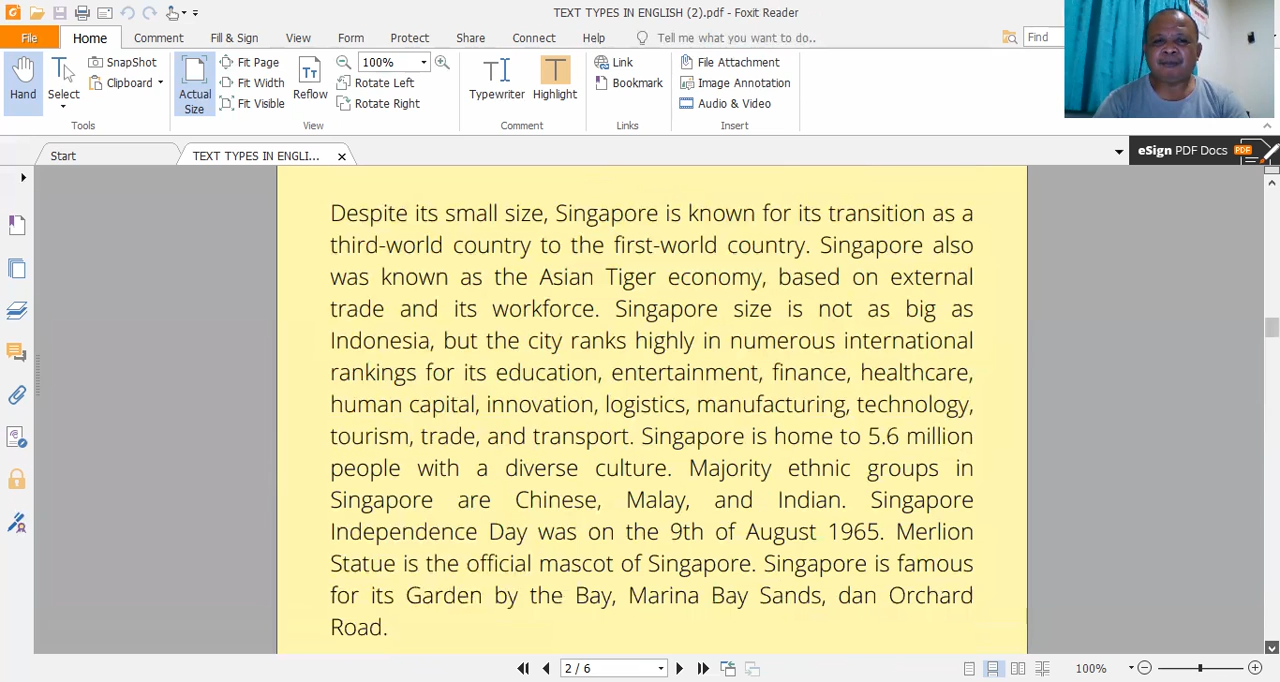 TEXT TYPES IN ENGLISH (2).pdf - Foxit Reader
File Home Comment Fill & Sign View Form Protect Share Connect Help Tell me what you want to do.. Find
Hand
Select
SnapShot
Clipboard
Tools
Actual Size
Fit Page
Fit Width
Fit Visible
Reflow
100%
Rotate Left
Rotate Right
View
Typewriter
Highlight
Comment
Link
Bookmark
Links
File Attachment
Image Annotation
Audio & Video
Insert
Start
TEXT TYPES IN ENGLI...
eSign PDF Docs
PDF
Despite its small size, Singapore is known for its transition as a
third-world country to the first-world country. Singapore also
was known as the Asian Tiger economy, based on external
trade and its workforce. Singapore size is not as big as
Indonesia, but the city ranks highly in numerous international
rankings for its education, entertainment, finance, healthcare,
human capital, innovation, logistics, manufacturing, technology,
tourism, trade, and transport. Singapore is home to 5.6 million
people with a diverse culture. Majority ethnic groups in
Singapore are Chinese, Malay, and Indian. Singapore
Independence Day was on the 9th of August 1965. Merlion
Statue is the official mascot of Singapore. Singapore is famous
for its Garden by the Bay, Marina Bay Sands, dan Orchard
Road.
2 / 6
100%